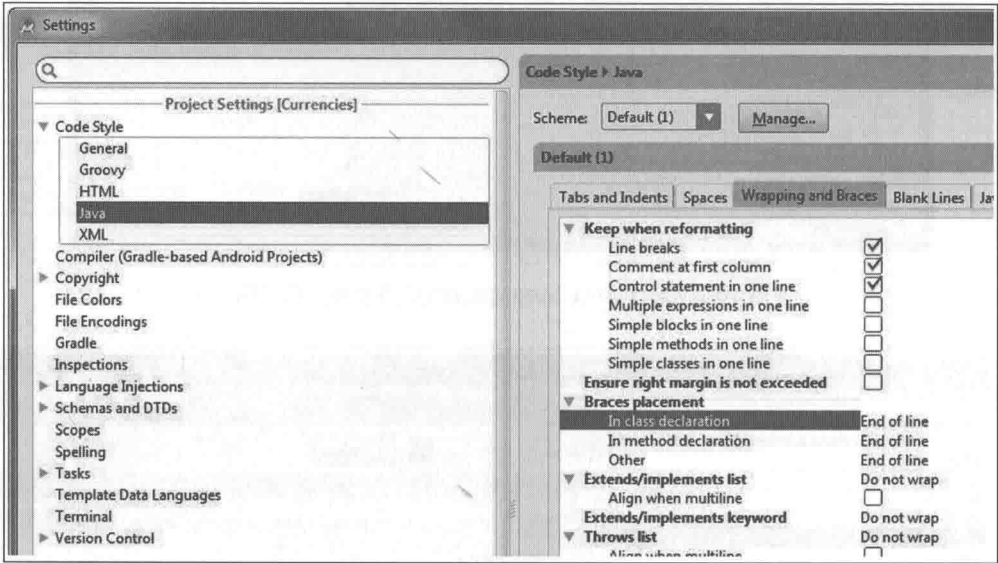 Settings
Project Settings [Currencies]
Code Style
General
Groovy
HTML
Java
XML
Compiler (Gradle-based Android Projects)
Copyright
File Colors
File Encodings
Gradle
Inspections
Language Injections
Schemas and DTDs
Scopes
Spelling
Tasks
Template Data Languages
Terminal
Version Control
Code Style Java
Scheme: Default (1) Manage...
Default (1)
Tabs and Indents Spaces Wrapping and Braces Blank Lines
Keep when reformatting
Line breaks
Comment at first column
Control statement in one line
Multiple expressions in one line
Simple blocks in one line
Simple methods in one line
Simple classes in one line
Ensure right margin is not exceeded
Braces placement
In class declaration End of line
In method declaration End of line
Other End of line
Extends/implements list Do not wrap
Align when multiline
Extends/implements keyword Do not wrap
Throws list Do not wrap
Align when multiline